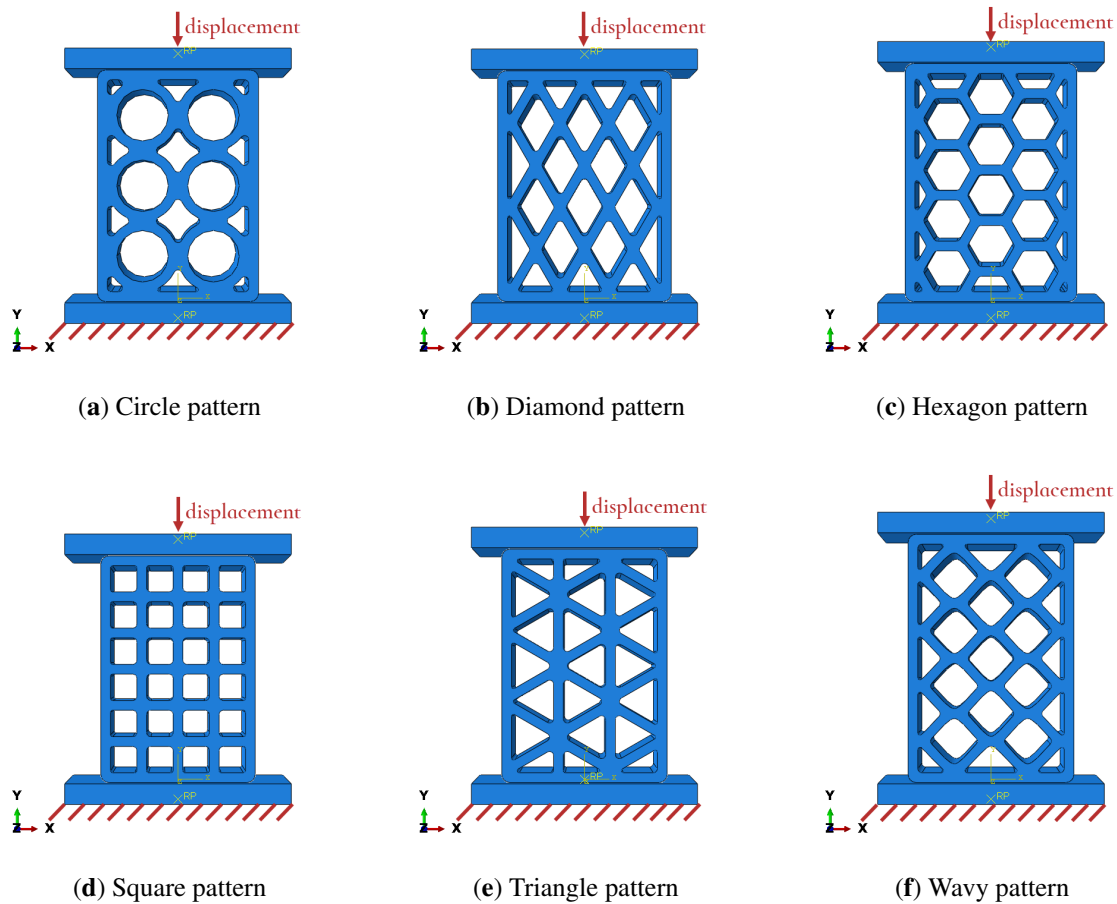 displacement displacement displacement
RP RP RP
Y Y Y
RP RP RP
Z X Z X Z X
(a) Circle pattern (b) Diamond pattern (c) Hexagon pattern
displacement displacement displacement
RP RP RP
Y Y Y
RP RP RP
Z X Z X Z X
(d) Square pattern (e) Triangle pattern (f) Wavy pattern